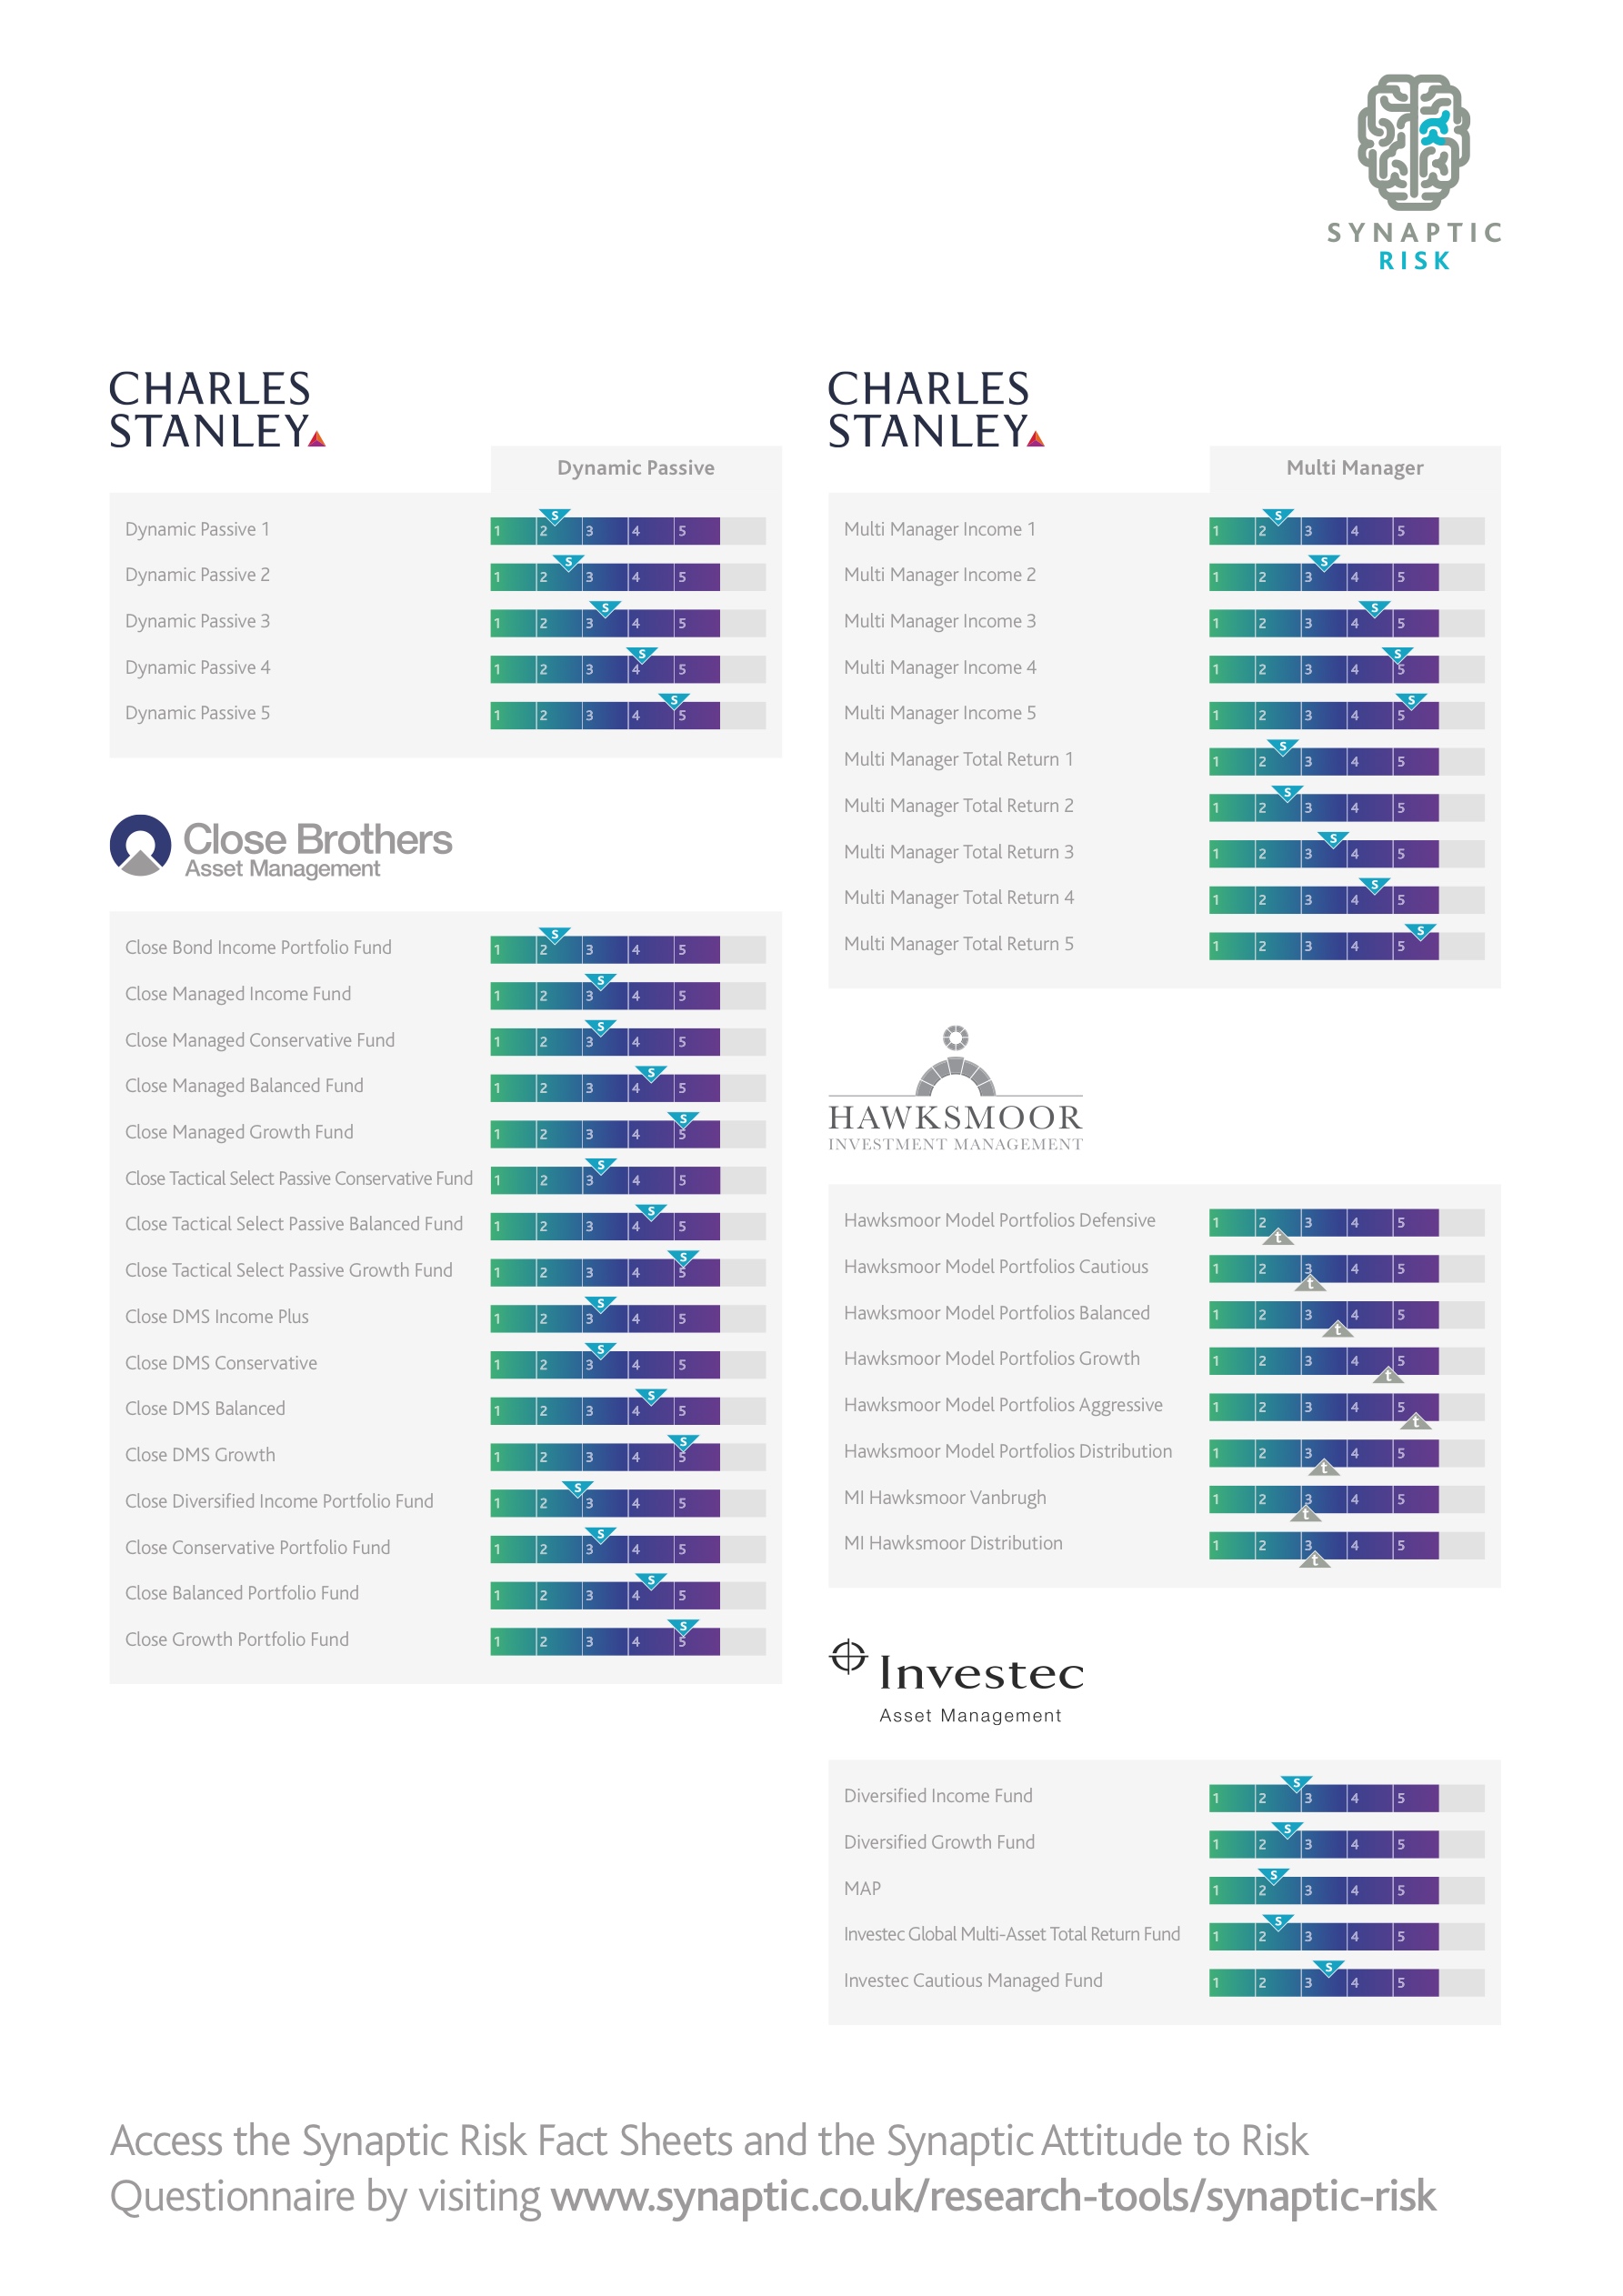 SYNAPTIC
RISK
CHARLES
STANLEY
Dynamic Passive
Dynamic Passive 1 1 2 S 3 4 5
Dynamic Passive 2 1 2 S 3 4 5
Dynamic Passive 3 1 2 3 S 4 5
Dynamic Passive 4 1 2 3 4 S 5
Dynamic Passive 5 1 2 3 4 S 5
Close Brothers
Asset Management
Close Bond Income Portfolio Fund 1 2 S 3 4 5
Close Managed Income Fund 1 2 3 S 4 5
Close Managed Conservative Fund 1 2 3 S 4 5
Close Managed Balanced Fund 1 2 3 4 S 5
Close Managed Growth Fund 1 2 3 4 5 S
Close Tactical Select Passive Conservative Fund 1 2 3 S 4 5
Close Tactical Select Passive Balanced Fund 1 2 3 4 S 5
Close Tactical Select Passive Growth Fund 1 2 3 4 5 S
Close DMS Income Plus 1 2 3 S 4 5
Close DMS Conservative 1 2 3 S 4 5
Close DMS Balanced 1 2 3 4 S 5
Close DMS Growth 1 2 3 4 5 S
Close Diversified Income Portfolio Fund 1 2 S 3 4 5
Close Conservative Portfolio Fund 1 2 3 S 4 5
Close Balanced Portfolio Fund 1 2 3 4 S 5
Close Growth Portfolio Fund 1 2 3 4 5 S
CHARLES
STANLEY
Multi Manager
Multi Manager Income 1 1 2 S 3 4 5
Multi Manager Income 2 1 2 3 S 4 5
Multi Manager Income 3 1 2 3 4 S 5
Multi Manager Income 4 1 2 3 4 S 5
Multi Manager Income 5 1 2 3 4 5 S
Multi Manager Total Return 1 1 2 S 3 4 5
Multi Manager Total Return 2 1 2 S 3 4 5
Multi Manager Total Return 3 1 2 3 S 4 5
Multi Manager Total Return 4 1 2 3 4 S 5
Multi Manager Total Return 5 1 2 3 4 5 S
HAWKSMOOR
INVESTMENT MANAGEMENT
Hawksmoor Model Portfolios Defensive 1 2 t 3 4 5
Hawksmoor Model Portfolios Cautious 1 2 3 t 4 5
Hawksmoor Model Portfolios Balanced 1 2 3 t 4 5
Hawksmoor Model Portfolios Growth 1 2 3 4 t 5
Hawksmoor Model Portfolios Aggressive 1 2 3 4 5 t
Hawksmoor Model Portfolios Distribution 1 2 3 t 4 5
MI Hawksmoor Vanbrugh 1 2 3 t 4 5
MI Hawksmoor Distribution 1 2 3 t 4 5
Investec
Asset Management
Diversified Income Fund 1 2 S 3 4 5
Diversified Growth Fund 1 2 S 3 4 5
MAP 1 2 S 3 4 5
Investec Global Multi-Asset Total Return Fund 1 2 S 3 4 5
Investec Cautious Managed Fund 1 2 3 S 4 5
Access the Synaptic Risk Fact Sheets and the Synaptic Attitude to Risk
Questionnaire by visiting www.synaptic.co.uk/research-tools/synaptic-risk